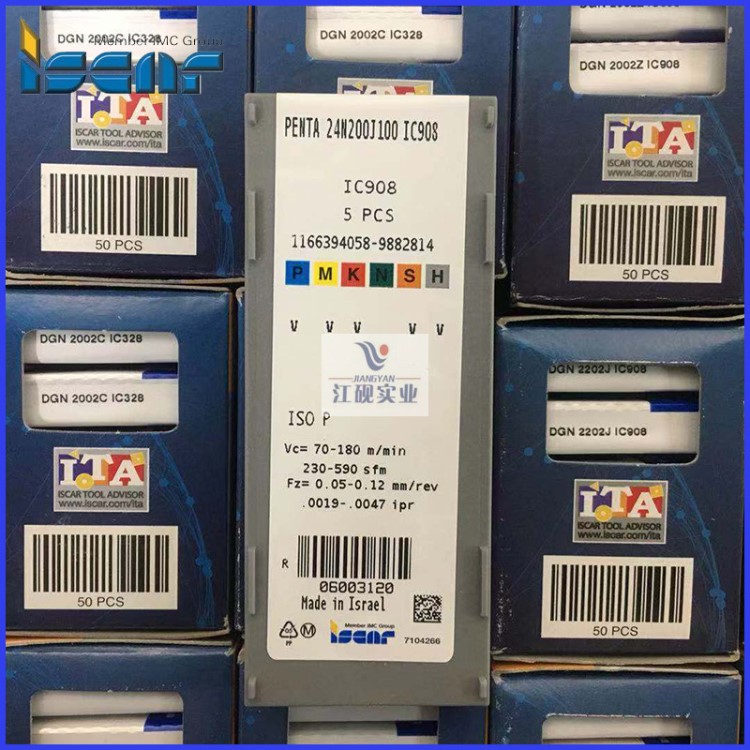 Member IMC Group
iscar
DGN 2002C IC328
ITA
ISCAR TOOL ADVISOR
www.iscar.com/ita
50 PCS
DGN 2002Z IC908
ITA
ISCAR TOOL ADVISOR
www.iscar.com/ita
50 PCS
PENTA 24N200J100 IC908
IC908
5 PCS
1166394058-9882814
P M K N S H
V V V V V
JIANGYAN
江砚实业
ISO P
Vc= 70-180 m/min
230-590 sfm
Fz= 0.05-0.12 mm/rev
.0019-.0047 ipr
R
06003120
Made in Israel
05
PP
M
Member IMC Group
iscar
7104266
DGN 2002C IC328
DGN 2002C IC328
ITA
ISCAR TOOL ADVISOR
www.iscar.com/ita
50 PCS
DGN 2202J IC908
DGN 2202J IC908
ITA
ISCAR TOOL ADVISOR
www.iscar.com/ita
50 PCS